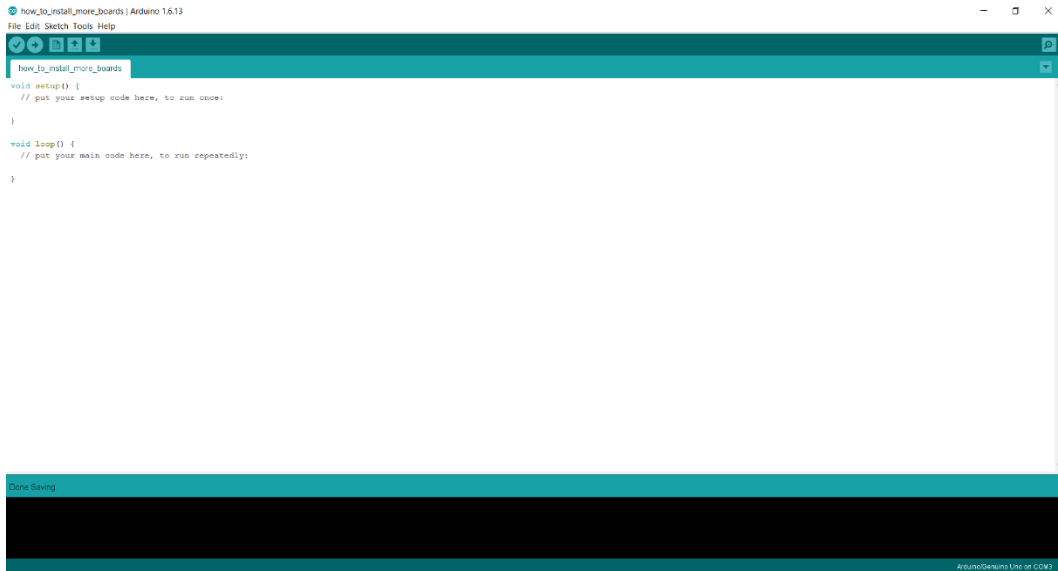 how_to_install_more_boards | Arduino 1.6.13
File Edit Sketch Tools Help
how_to_install_more_boards
void setup() {
  // put your setup code here, to run once:
}
void loop() {
  // put your main code here, to run repeatedly:
}
Done Saving
Arduino/Genuino Uno on COM3